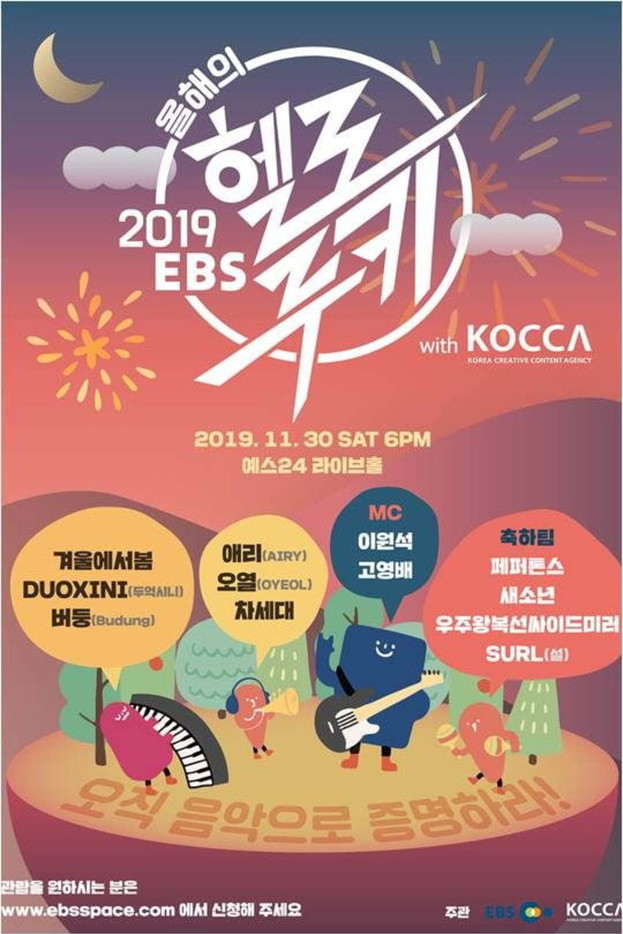 올해의
헬로
루키
2019
EBS
with KOCCA
KOREA CREATIVE CONTENT AGENCY
2019. 11. 30 SAT 6PM
예스24 라이브홀
겨울에서봄
DUOXINI(두억시니)
버둥(Budung)
애리(AIRY)
오열(OYEOL)
차세대
MC
이원석
고영배
축하팀
페퍼톤스
새소년
우주왕복선싸이드미러
SURL(설)
오직 음악으로 증명하라!
관람을 원하시는 분은
www.ebsspace.com 에서 신청해 주세요
주관 EBS KOCCA